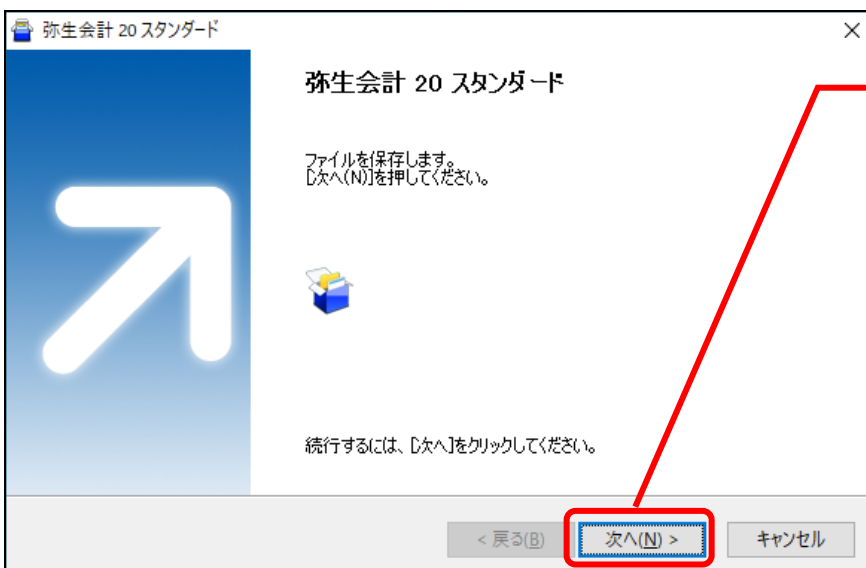 弥生会計 20 スタンダード
弥生会計 20 スタンダード
ファイルを保存します。
[次へ(N)]を押してください。
続行するには、[次へ]をクリックしてください。
< 戻る(B)
次へ(N) >
キャンセル